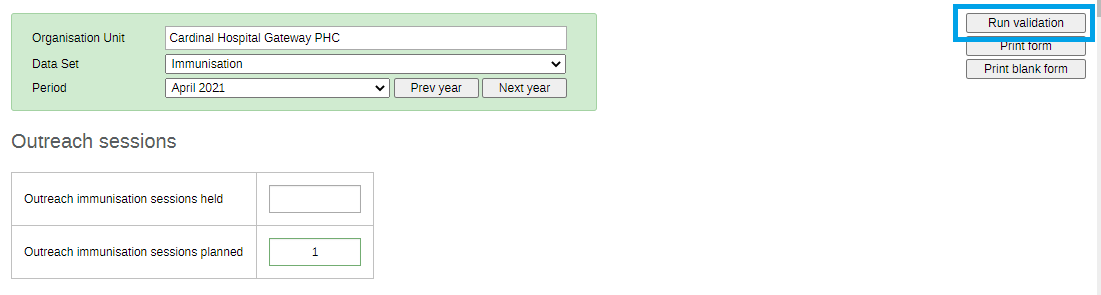 Organisation Unit Cardinal Hospital Gateway PHC Run validation
Data Set Immunisation Print form
Period April 2021 Prev year Next year Print blank form
Outreach sessions
Outreach immunisation sessions held
Outreach immunisation sessions planned 1